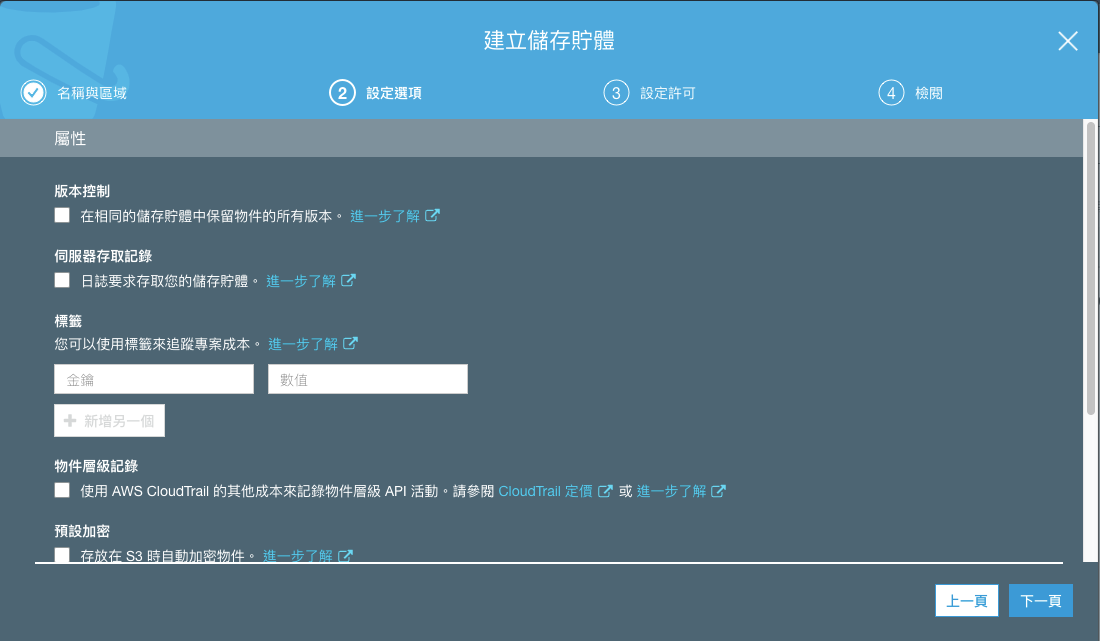 建立儲存貯體
名稱與區域
2 設定選項
3 設定許可
4 檢閱
屬性
版本控制
在相同的儲存貯體中保留物件的所有版本。 進一步了解
伺服器存取記錄
日誌要求存取您的儲存貯體。 進一步了解
標籤
您可以使用標籤來追蹤專案成本。 進一步了解
金鑰 數值
新增另一個
物件層級記錄
使用 AWS CloudTrail 的其他成本來記錄物件層級 API 活動。請參閱 CloudTrail 定價 或 進一步了解
預設加密
存放在 S3 時自動加密物件。 進一步了解
上一頁 下一頁